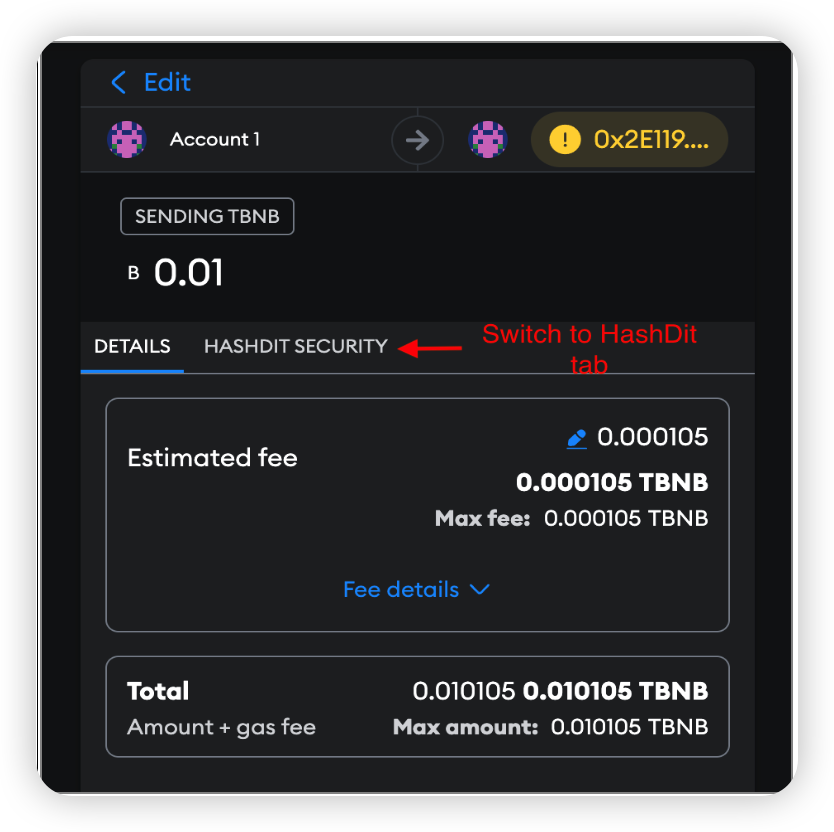 Edit
Account 1
0x2E119....
SENDING TBNB
B 0.01
DETAILS HASHDIT SECURITY
Switch to HashDit
tab
0.000105
Estimated fee
0.000105 TBNB
Max fee: 0.000105 TBNB
Fee details
Total 0.010105 0.010105 TBNB
Amount + gas fee Max amount: 0.010105 TBNB